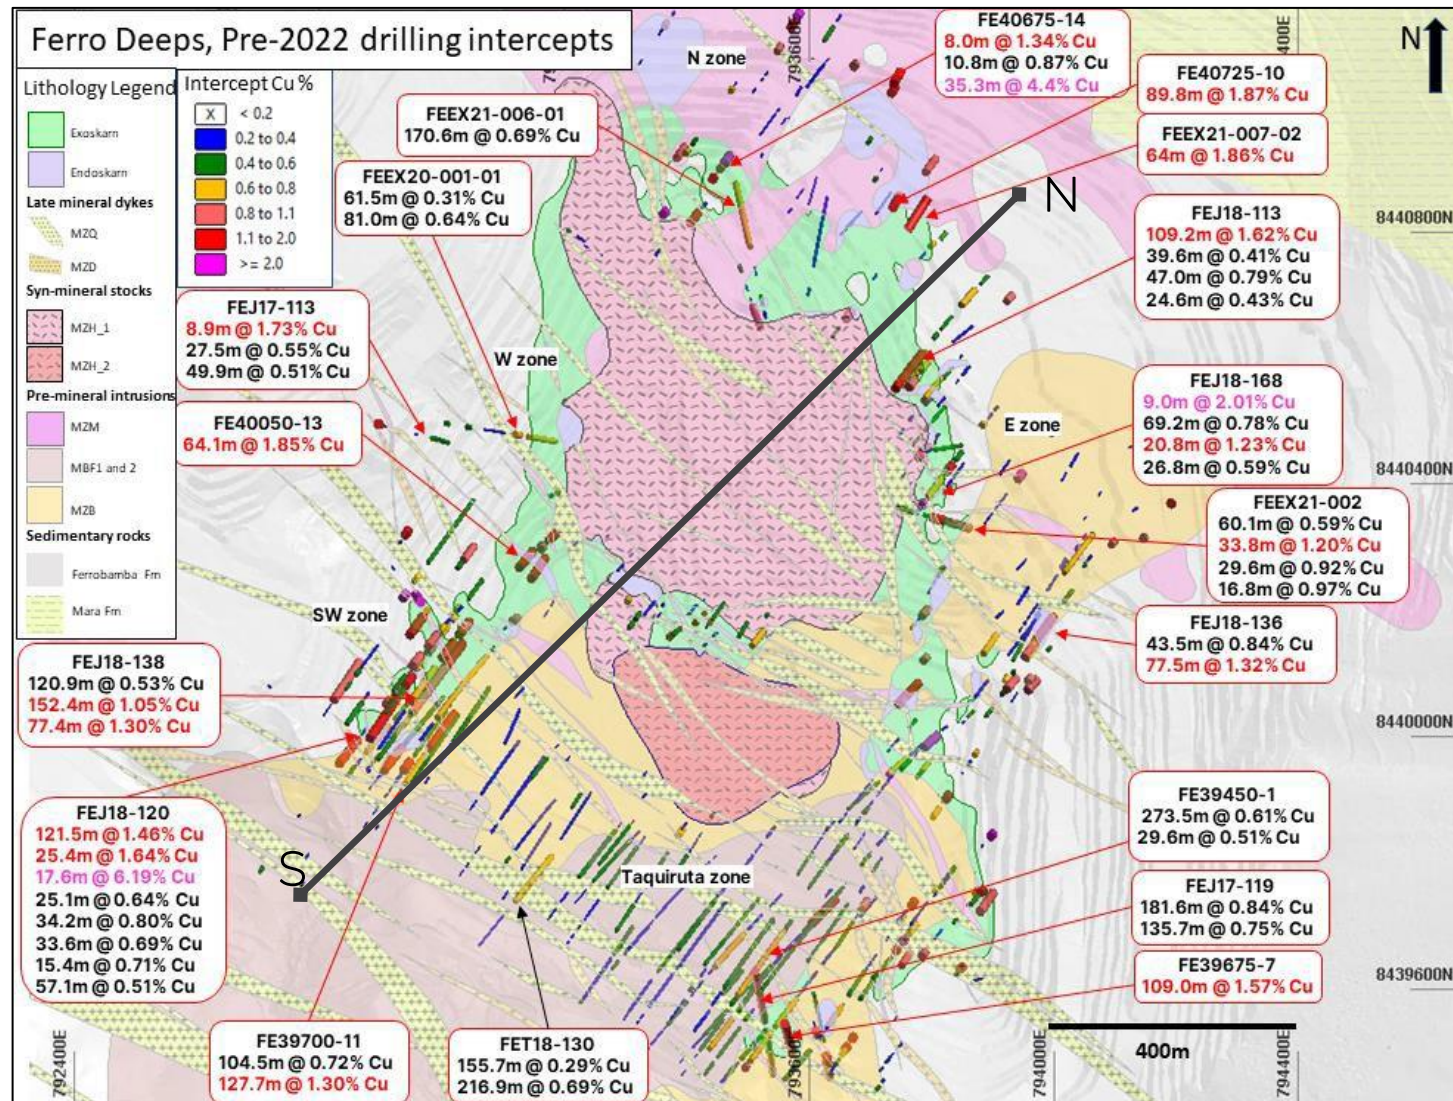 Ferro Deeps, Pre-2022 drilling intercepts
Lithology Legend
Exoskarn
Endoskarn
Late mineral dykes
MZQ
MZD
Syn-mineral stocks
MZH_1
MZH_2
Pre-mineral intrusions
MZM
MBF1 and 2
MZB
Sedimentary rocks
Ferrobamba Fm
Mara Fm
Intercept Cu %
X < 0.2
0.2 to 0.4
0.4 to 0.6
0.6 to 0.8
0.8 to 1.1
1.1 to 2.0
>= 2.0
N zone
793600E
400E
N
FE40675-14
8.0m @ 1.34% Cu
10.8m @ 0.87% Cu
35.3m @ 4.4% Cu
FE40725-10
89.8m @ 1.87% Cu
FEEX21-007-02
64m @ 1.86% Cu
FEEX21-006-01
170.6m @ 0.69% Cu
FEEX20-001-01
61.5m @ 0.31% Cu
81.0m @ 0.64% Cu
N
8440800N
FEJ18-113
109.2m @ 1.62% Cu
39.6m @ 0.41% Cu
47.0m @ 0.79% Cu
24.6m @ 0.43% Cu
FEJ17-113
8.9m @ 1.73% Cu
27.5m @ 0.55% Cu
49.9m @ 0.51% Cu
W zone
FE40050-13
64.1m @ 1.85% Cu
E zone
FEJ18-168
9.0m @ 2.01% Cu
69.2m @ 0.78% Cu
20.8m @ 1.23% Cu
26.8m @ 0.59% Cu
8440400N
FEEX21-002
60.1m @ 0.59% Cu
33.8m @ 1.20% Cu
29.6m @ 0.92% Cu
16.8m @ 0.97% Cu
SW zone
FEJ18-136
43.5m @ 0.84% Cu
77.5m @ 1.32% Cu
FEJ18-138
120.9m @ 0.53% Cu
152.4m @ 1.05% Cu
77.4m @ 1.30% Cu
8440000N
FEJ18-120
121.5m @ 1.46% Cu
25.4m @ 1.64% Cu
17.6m @ 6.19% Cu
25.1m @ 0.64% Cu
34.2m @ 0.80% Cu
33.6m @ 0.69% Cu
15.4m @ 0.71% Cu
57.1m @ 0.51% Cu
S
Taquiruta zone
FE39450-1
273.5m @ 0.61% Cu
29.6m @ 0.51% Cu
FEJ17-119
181.6m @ 0.84% Cu
135.7m @ 0.75% Cu
FE39675-7
109.0m @ 1.57% Cu
8439600N
FE39700-11
104.5m @ 0.72% Cu
127.7m @ 1.30% Cu
FET18-130
155.7m @ 0.29% Cu
216.9m @ 0.69% Cu
400m
792400E
793600E
794000E
794400E